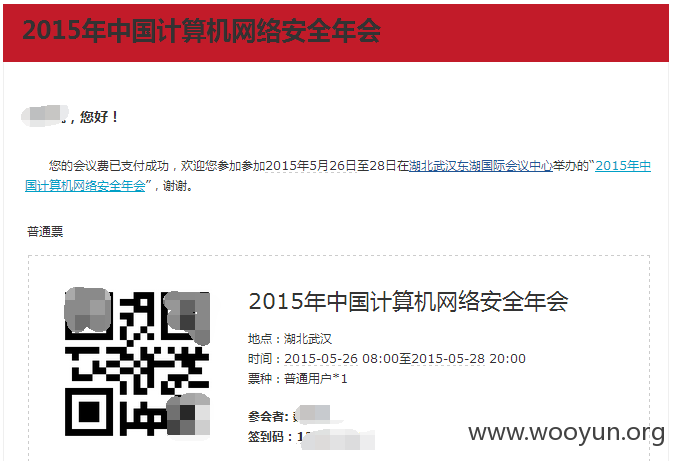 2015年中国计算机网络安全年会
，您好！
您的会议费已支付成功，欢迎您参加参加2015年5月26日至28日在湖北武汉东湖国际会议中心举办的“2015年中
国计算机网络安全年会”，谢谢。
普通票
2015年中国计算机网络安全年会
地点：湖北武汉
时间：2015-05-26 08:00至2015-05-28 20:00
票种：普通用户*1
参会者:
签到码：1
www.wooyun.org